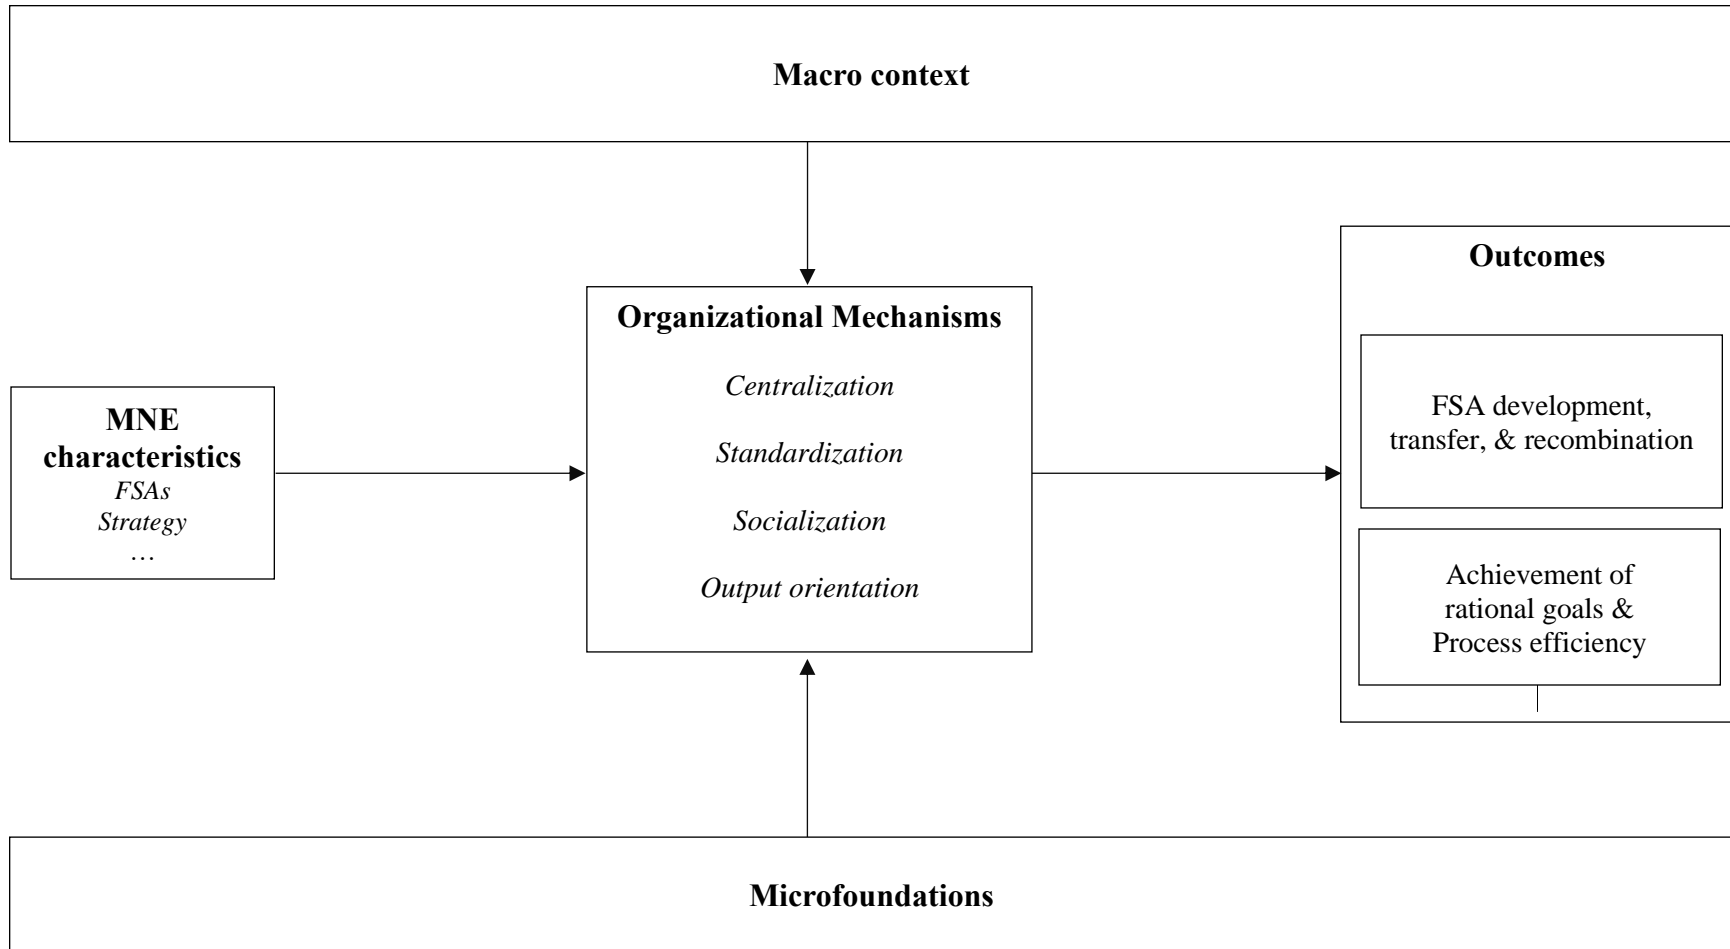 Macro context
Outcomes
Organizational Mechanisms
Centralization
Standardization
Socialization
Output orientation
MNE
characteristics
FSAs
Strategy
…
FSA development,
transfer, & recombination
Achievement of
rational goals &
Process efficiency
Microfoundations